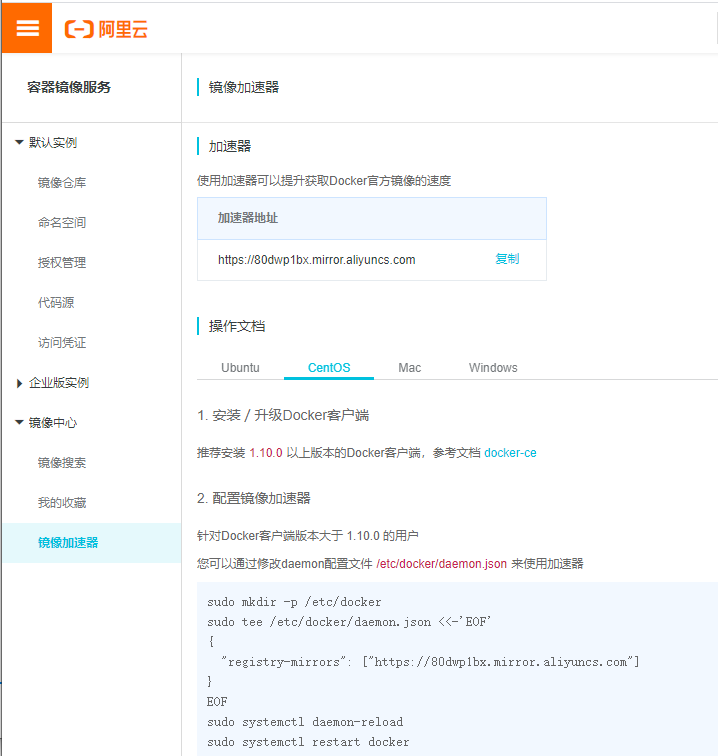 阿里云
容器镜像服务
镜像加速器
默认实例
镜像仓库
命名空间
授权管理
代码源
访问凭证
企业版实例
镜像中心
镜像搜索
我的收藏
镜像加速器
加速器
使用加速器可以提升获取Docker官方镜像的速度
加速器地址
https://80dwp1bx.mirror.aliyuncs.com 复制
操作文档
Ubuntu CentOS Mac Windows
1. 安装 / 升级Docker客户端
推荐安装 1.10.0 以上版本的Docker客户端，参考文档 docker-ce
2. 配置镜像加速器
针对Docker客户端版本大于 1.10.0 的用户
您可以通过修改daemon配置文件 /etc/docker/daemon.json 来使用加速器
sudo mkdir -p /etc/docker
sudo tee /etc/docker/daemon.json <<-'EOF'
{
"registry-mirrors": ["https://80dwp1bx.mirror.aliyuncs.com"]
}
EOF
sudo systemctl daemon-reload
sudo systemctl restart docker